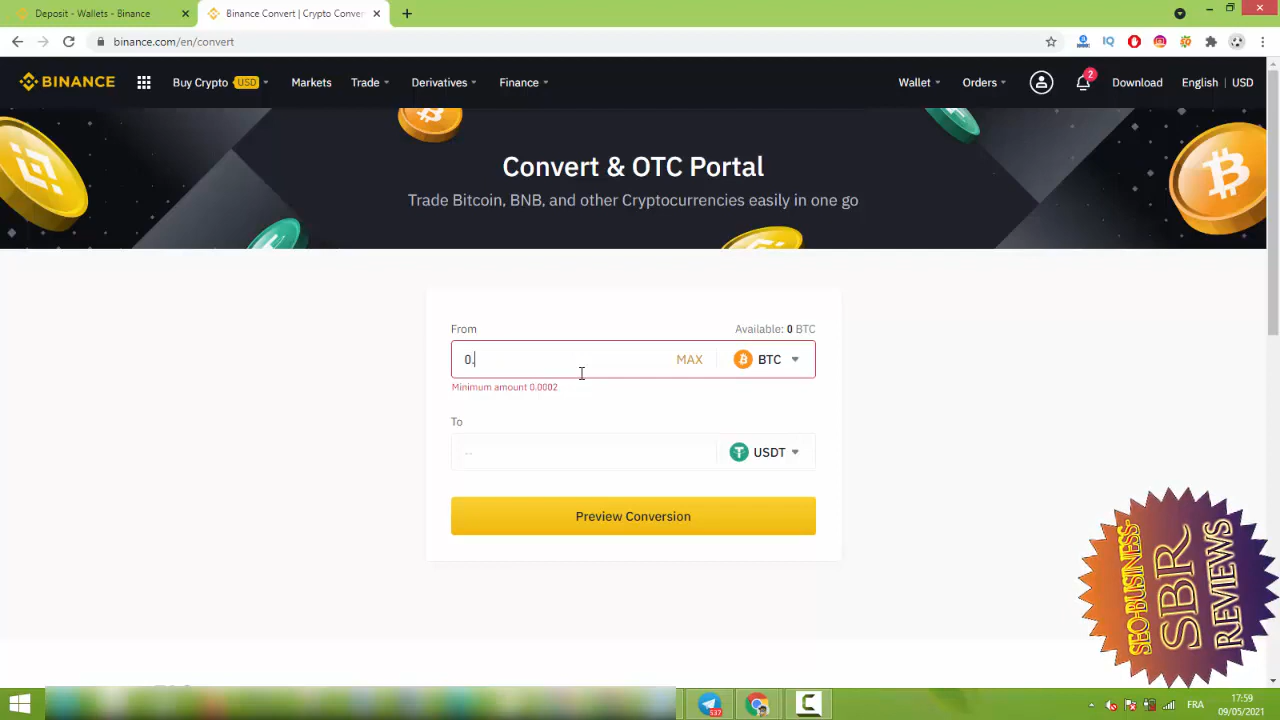 Deposit - Wallets - Binance
Binance Convert | Crypto Conver
binance.com/en/convert
IQ
BINANCE
Buy Crypto USD
Markets
Trade
Derivatives
Finance
Wallet
Orders
2
Download
English | USD
Convert & OTC Portal
Trade Bitcoin, BNB, and other Cryptocurrencies easily in one go
From
Available: 0 BTC
0.
MAX
BTC
Minimum amount 0.0002
To
--
USDT
Preview Conversion
SEO-BUSINESS-
SBR
REVIEWS
537
FRA
17:59
09/05/2021